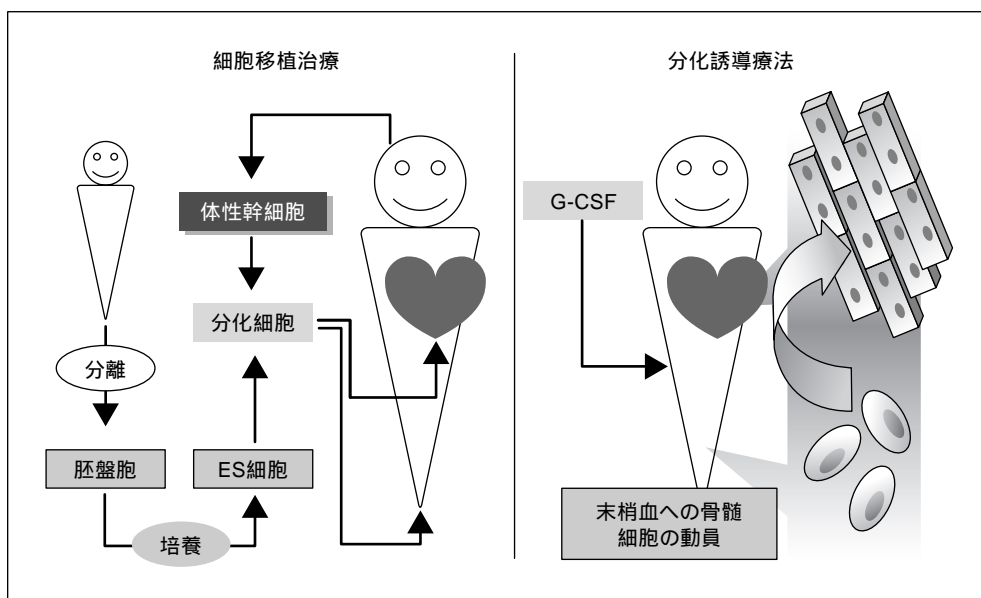 細胞移植治療
体性幹細胞
分化細胞
分離
胚盤胞
ES細胞
培養
分化誘導療法
G-CSF
末梢血への骨髄
細胞の動員